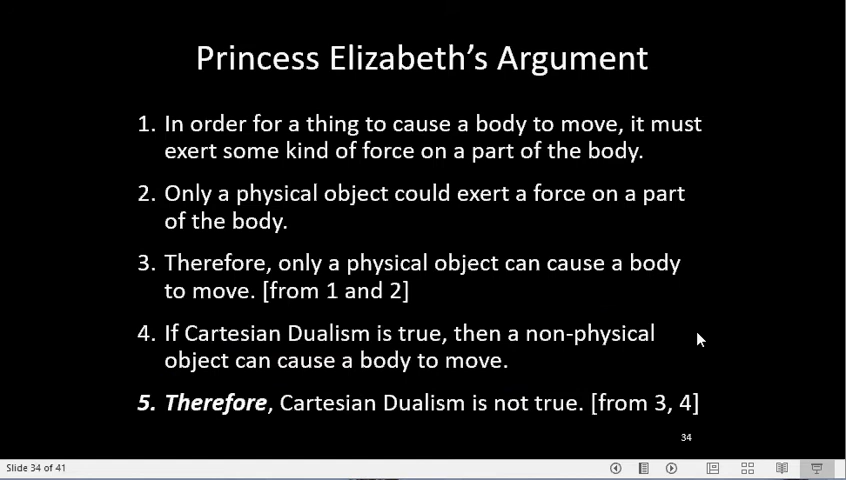 Princess Elizabeth's Argument
1. In order for a thing to cause a body to move, it must
exert some kind of force on a part of the body.
2. Only a physical object could exert a force on a part
of the body.
3. Therefore, only a physical object can cause a body
to move. [from 1 and 2]
4. If Cartesian Dualism is true, then a non-physical
object can cause a body to move.
5. Therefore, Cartesian Dualism is not true. [from 3, 4]
34
Slide 34 of 41